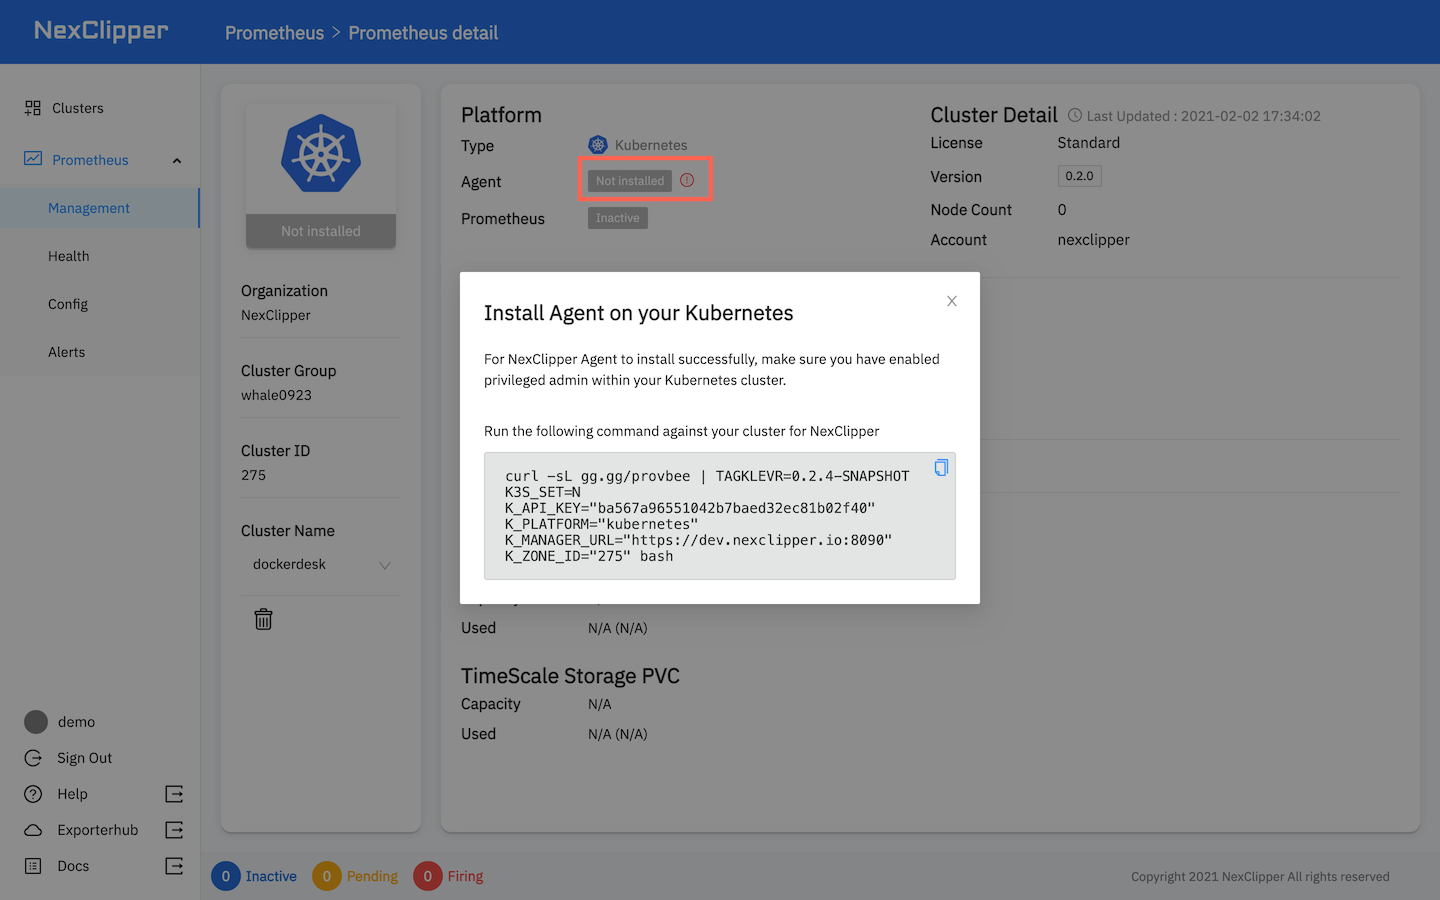 NexClipper
Prometheus > Prometheus detail
Clusters
Prometheus
Management
Health
Config
Alerts
demo
Sign Out
Help
Exporterhub
Docs
Not installed
Organization
NexClipper
Cluster Group
whale0923
Cluster ID
275
Cluster Name
dockerdesk
Platform
Type Kubernetes
Agent Not installed
Prometheus Inactive
Cluster Detail Last Updated : 2021-02-02 17:34:02
License Standard
Version 0.2.0
Node Count 0
Account nexclipper
Install Agent on your Kubernetes
For NexClipper Agent to install successfully, make sure you have enabled
privileged admin within your Kubernetes cluster.
Run the following command against your cluster for NexClipper
curl -sL gg.gg/provbee | TAGKLEVR=0.2.4-SNAPSHOT
K3S_SET=N
K_API_KEY="ba567a96551042b7baed32ec81b02f40"
K_PLATFORM="kubernetes"
K_MANAGER_URL="https://dev.nexclipper.io:8090"
K_ZONE_ID="275" bash
Used N/A (N/A)
TimeScale Storage PVC
Capacity N/A
Used N/A (N/A)
0 Inactive 0 Pending 0 Firing
Copyright 2021 NexClipper All rights reserved